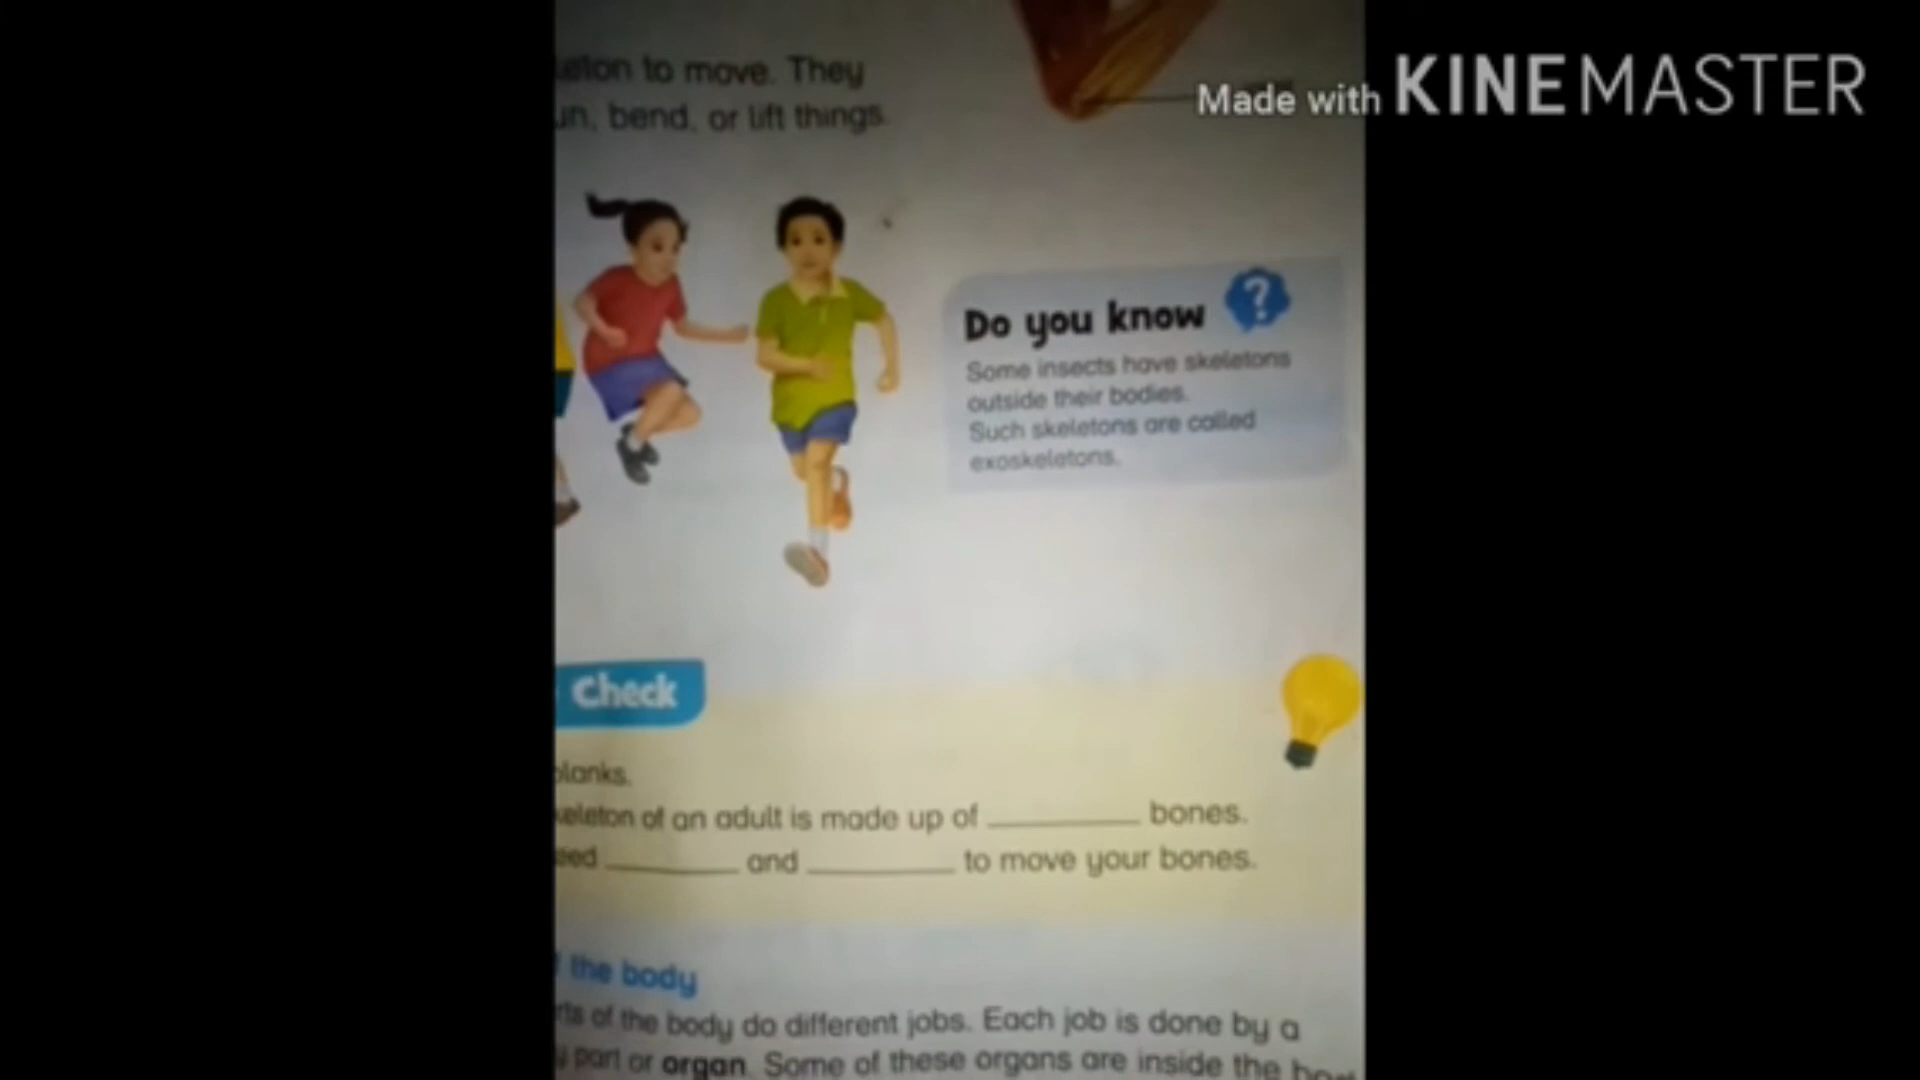 to move. They
bend, or lift things
Made with KINEMASTER
Do you know
?
Some insects have skeletons
outside their bodies.
Such skeletons are called
exoskeletons.
Check
of an adult is made up of __________ bones.
__________ and __________ to move your bones.
the body
of the body do different jobs. Each job is done by a
part or organ. Some of these organs are inside the